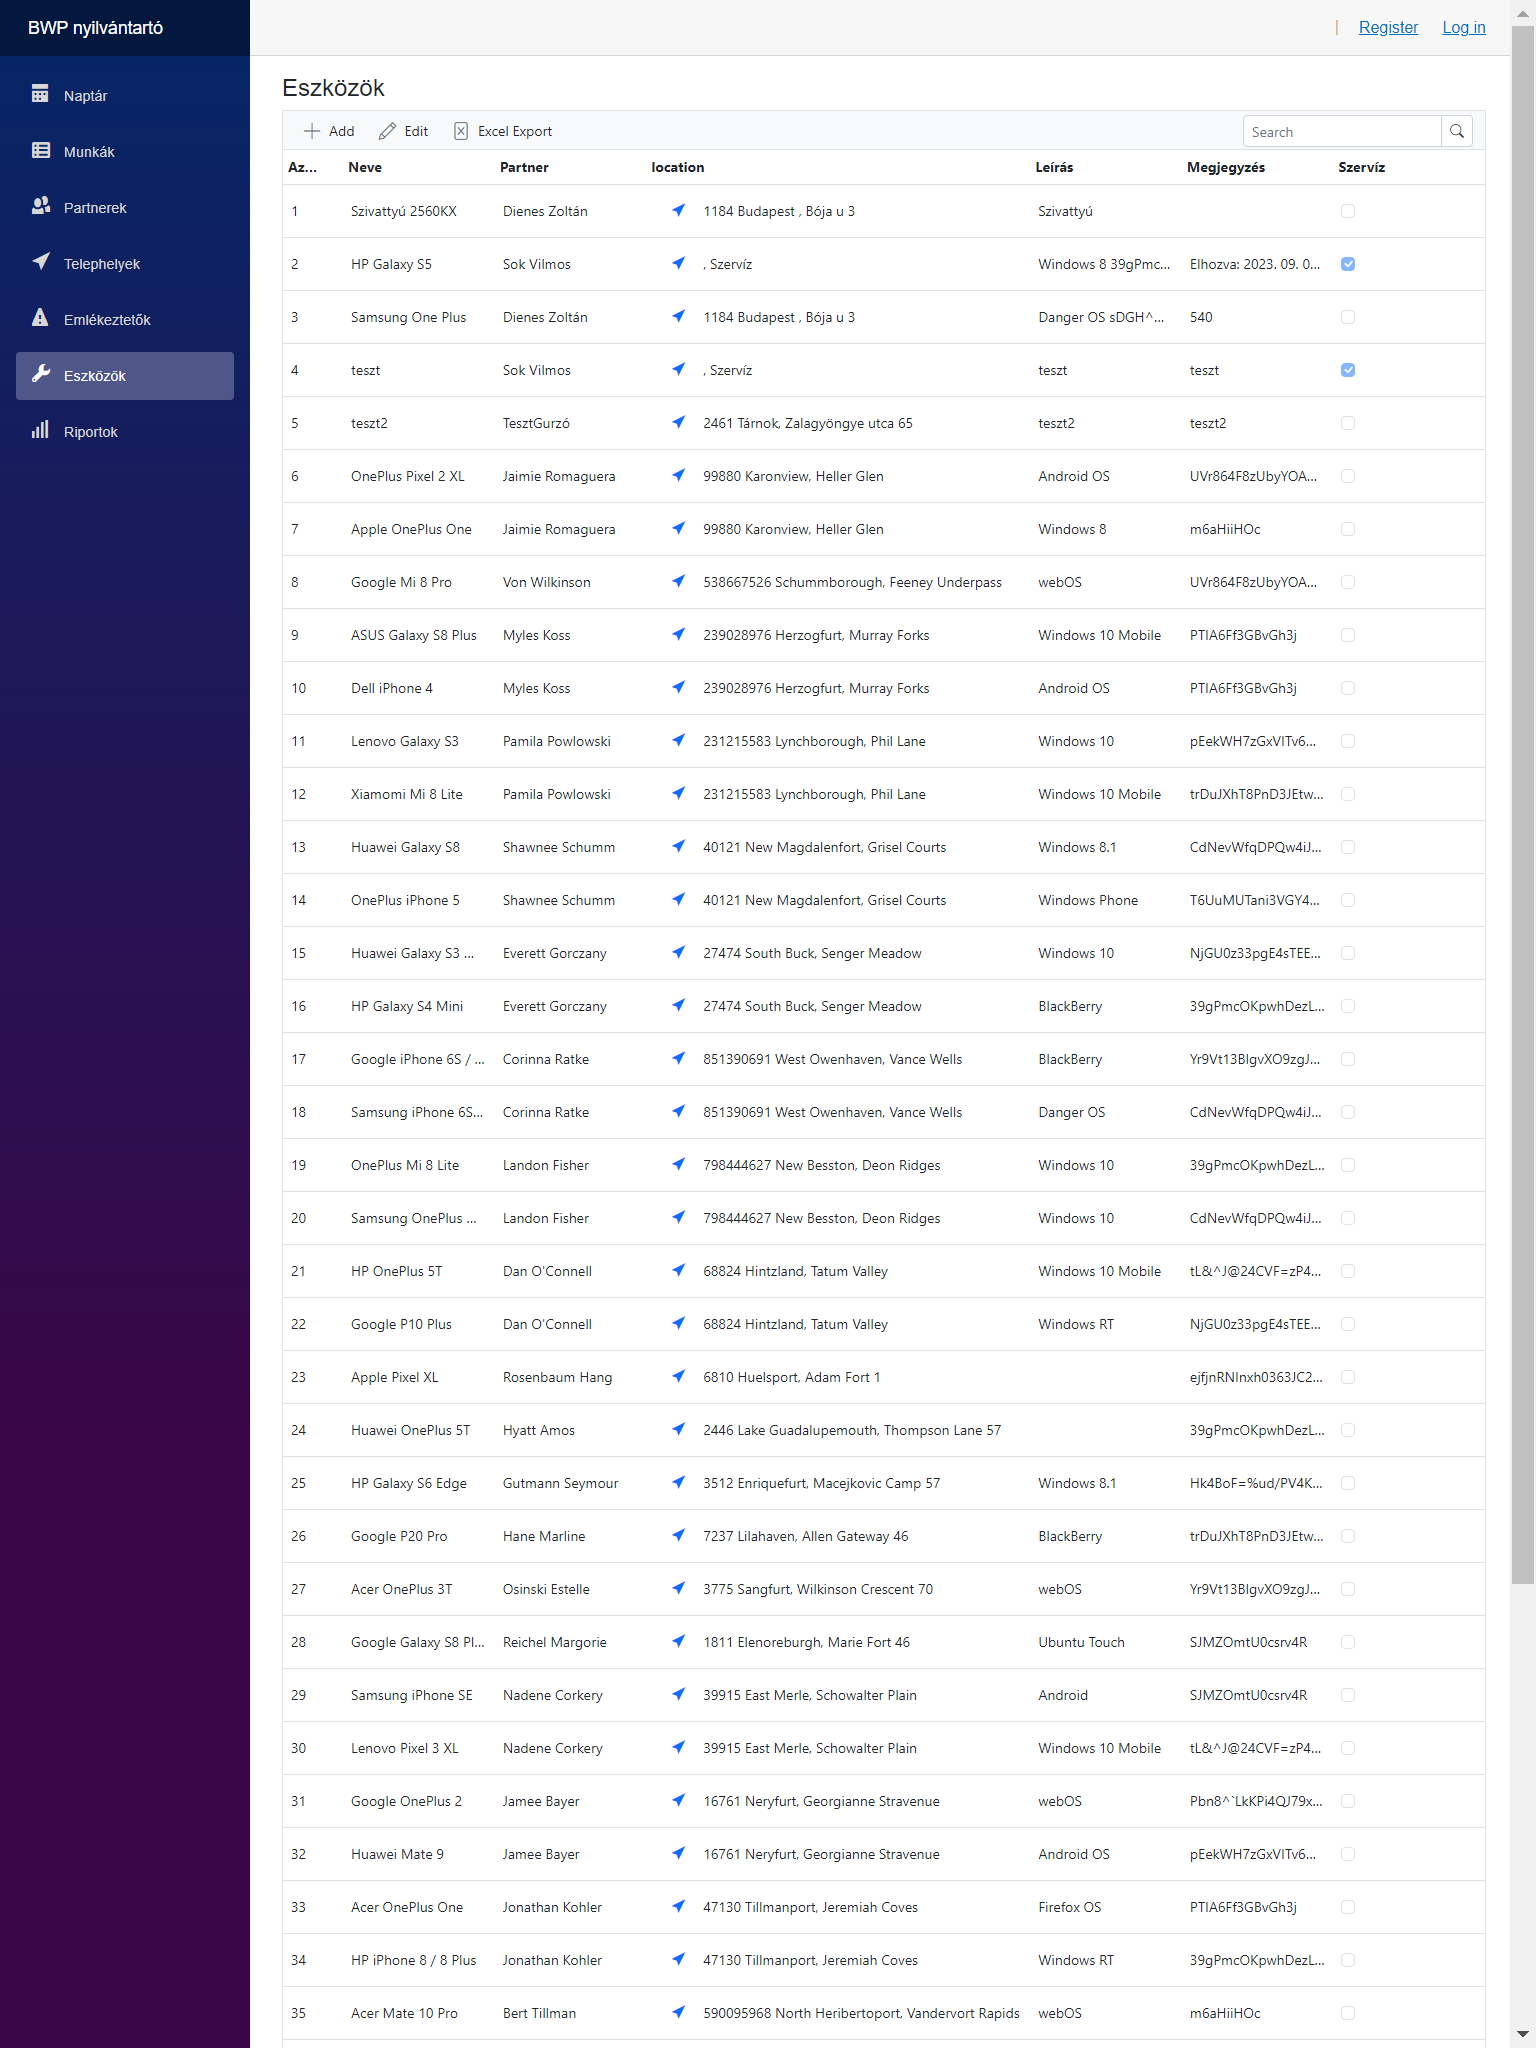 BWP nyilvántartó
Register Log in
Naptár
Munkák
Partnerek
Telephelyek
Emlékeztetők
Eszközök
Riportok
Eszközök
Add Edit Excel Export Search
Az... Neve Partner location Leírás Megjegyzés Szervíz
1 Szivattyú 2560KX Dienes Zoltán 1184 Budapest , Bója u 3 Szivattyú
2 HP Galaxy S5 Sok Vilmos , Szervíz Windows 8 39gPmc... Elhozva: 2023. 09. 0...
3 Samsung One Plus Dienes Zoltán 1184 Budapest , Bója u 3 Danger OS sDGH^... 540
4 teszt Sok Vilmos , Szervíz teszt teszt
5 teszt2 TesztGurzó 2461 Tárnok, Zalagyöngye utca 65 teszt2 teszt2
6 OnePlus Pixel 2 XL Jaimie Romaguera 99880 Karonview, Heller Glen Android OS UVr864F8zUbyYOA...
7 Apple OnePlus One Jaimie Romaguera 99880 Karonview, Heller Glen Windows 8 m6aHiiHOc
8 Google Mi 8 Pro Von Wilkinson 538667526 Schummborough, Feeney Underpass webOS UVr864F8zUbyYOA...
9 ASUS Galaxy S8 Plus Myles Koss 239028976 Herzogfurt, Murray Forks Windows 10 Mobile PTIA6Ff3GBvGh3j
10 Dell iPhone 4 Myles Koss 239028976 Herzogfurt, Murray Forks Android OS PTIA6Ff3GBvGh3j
11 Lenovo Galaxy S3 Pamila Powlowski 231215583 Lynchborough, Phil Lane Windows 10 pEekWH7zGxVITv6...
12 Xiamomi Mi 8 Lite Pamila Powlowski 231215583 Lynchborough, Phil Lane Windows 10 Mobile trDuJXhT8PnD3JEtw...
13 Huawei Galaxy S8 Shawnee Schumm 40121 New Magdalenfort, Grisel Courts Windows 8.1 CdNevWfqDPQw4iJ...
14 OnePlus iPhone 5 Shawnee Schumm 40121 New Magdalenfort, Grisel Courts Windows Phone T6UuMUTani3VGY4...
15 Huawei Galaxy S3 ... Everett Gorczany 27474 South Buck, Senger Meadow Windows 10 NjGU0z33pgE4sTEE...
16 HP Galaxy S4 Mini Everett Gorczany 27474 South Buck, Senger Meadow BlackBerry 39gPmcOKpwhDezL...
17 Google iPhone 6S / ... Corinna Ratke 851390691 West Owenhaven, Vance Wells BlackBerry Yr9Vt13BlgvXO9zgJ...
18 Samsung iPhone 6S... Corinna Ratke 851390691 West Owenhaven, Vance Wells Danger OS CdNevWfqDPQw4iJ...
19 OnePlus Mi 8 Lite Landon Fisher 798444627 New Besston, Deon Ridges Windows 10 39gPmcOKpwhDezL...
20 Samsung OnePlus ... Landon Fisher 798444627 New Besston, Deon Ridges Windows 10 CdNevWfqDPQw4iJ...
21 HP OnePlus 5T Dan O'Connell 68824 Hintzland, Tatum Valley Windows 10 Mobile tL&^J@24CVF=zP4...
22 Google P10 Plus Dan O'Connell 68824 Hintzland, Tatum Valley Windows RT NjGU0z33pgE4sTEE...
23 Apple Pixel XL Rosenbaum Hang 6810 Huelsport, Adam Fort 1 ejfjnRNInxh0363JC2...
24 Huawei OnePlus 5T Hyatt Amos 2446 Lake Guadalupemouth, Thompson Lane 57 39gPmcOKpwhDezL...
25 HP Galaxy S6 Edge Gutmann Seymour 3512 Enriquefurt, Macejkovic Camp 57 Windows 8.1 Hk4BoF=%ud/PV4K...
26 Google P20 Pro Hane Marline 7237 Lilahaven, Allen Gateway 46 BlackBerry trDuJXhT8PnD3JEtw...
27 Acer OnePlus 3T Osinski Estelle 3775 Sangfurt, Wilkinson Crescent 70 webOS Yr9Vt13BlgvXO9zgJ...
28 Google Galaxy S8 Pl... Reichel Margorie 1811 Elenoreburgh, Marie Fort 46 Ubuntu Touch SJMZOmtU0csrv4R
29 Samsung iPhone SE Nadene Corkery 39915 East Merle, Schowalter Plain Android SJMZOmtU0csrv4R
30 Lenovo Pixel 3 XL Nadene Corkery 39915 East Merle, Schowalter Plain Windows 10 Mobile tL&^J@24CVF=zP4...
31 Google OnePlus 2 Jamee Bayer 16761 Neryfurt, Georgianne Stravenue webOS Pbn8^`LkKPi4QJ79x...
32 Huawei Mate 9 Jamee Bayer 16761 Neryfurt, Georgianne Stravenue Android OS pEekWH7zGxVITv6...
33 Acer OnePlus One Jonathan Kohler 47130 Tillmanport, Jeremiah Coves Firefox OS PTIA6Ff3GBvGh3j
34 HP iPhone 8 / 8 Plus Jonathan Kohler 47130 Tillmanport, Jeremiah Coves Windows RT 39gPmcOKpwhDezL...
35 Acer Mate 10 Pro Bert Tillman 590095968 North Heribertoport, Vandervort Rapids webOS m6aHiiHOc